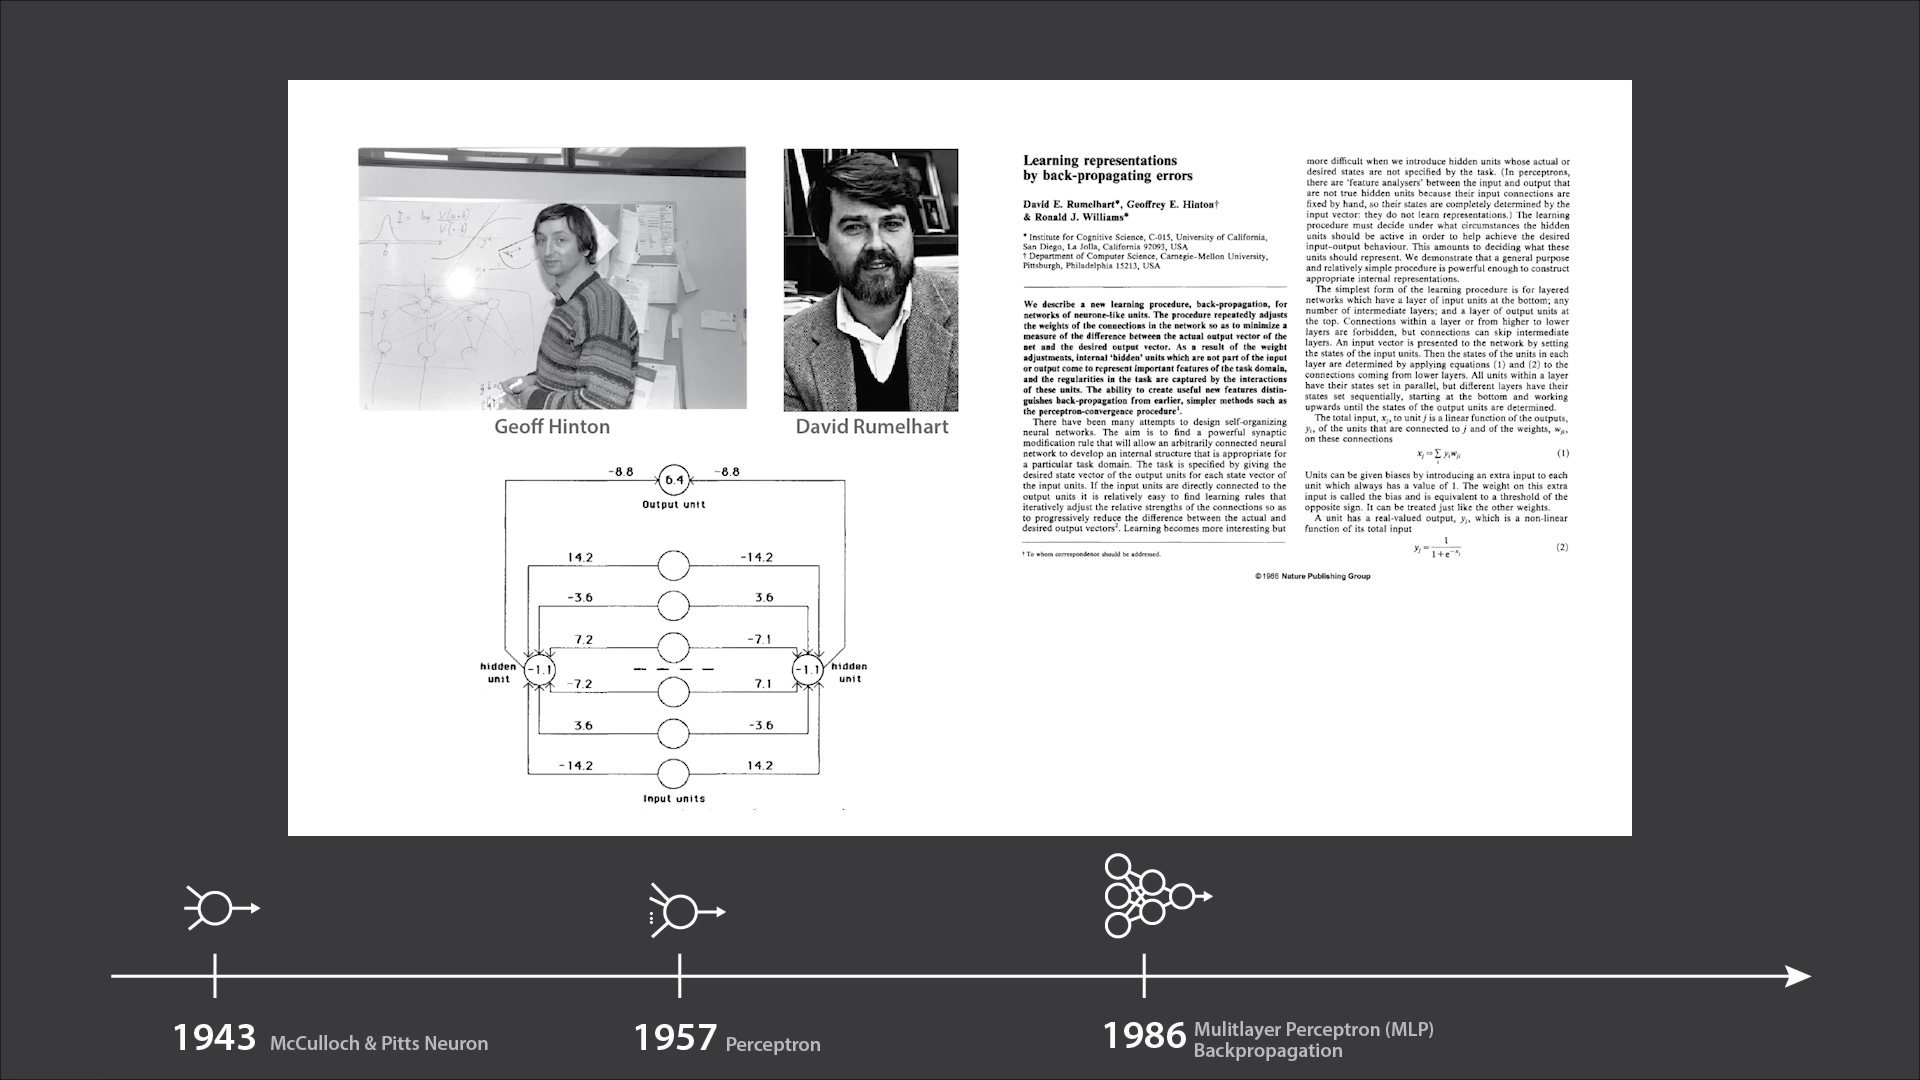 Geoff Hinton
David Rumelhart
-8.8
-8.8
6.4
Output unit
14.2
-14.2
-3.6
3.6
7.2
-7.1
hidden
unit
-1.1
-1.1
hidden
unit
-7.2
7.1
3.6
-3.6
-14.2
14.2
Input units
Learning representations
by back-propagating errors
David E. Rumelhart*, Geoffrey E. Hinton†
& Ronald J. Williams*
* Institute for Cognitive Science, C-015, University of California,
San Diego, La Jolla, California 92093, USA
† Department of Computer Science, Carnegie-Mellon University,
Pittsburgh, Philadelphia 15213, USA
We describe a new learning procedure, back-propagation, for
networks of neurone-like units. The procedure repeatedly adjusts
the weights of the connections in the network so as to minimize a
measure of the difference between the actual output vector of the
net and the desired output vector. As a result of the weight
adjustments, internal ‘hidden’ units which are not part of the input
or output come to represent important features of the task domain,
and the regularities in the task are captured by the interactions
of these units. The ability to create useful new features distin-
guishes back-propagation from earlier, simpler methods such as
the perceptron-convergence procedure¹.
There have been many attempts to design self-organizing
neural networks. The aim is to find a powerful synaptic
modification rule that will allow an arbitrarily connected neural
network to develop an internal structure that is appropriate for
a particular task domain. The task is specified by giving the
desired state vector of the output units for each state vector of
the input units. If the input units are directly connected to the
output units it is relatively easy to find learning rules that
iteratively adjust the relative strengths of the connections so as
to progressively reduce the difference between the actual and
desired output vectors². Learning becomes more interesting but
† To whom correspondence should be addressed.
more difficult when we introduce hidden units whose actual or
desired states are not specified by the task. (In perceptrons,
there are ‘feature analysers’ between the input and output that
are not true hidden units because their input connections are
fixed by hand, so their states are completely determined by the
input vector: they do not learn representations.) The learning
procedure must decide under what circumstances the hidden
units should be active in order to help achieve the desired
input–output behaviour. This amounts to deciding what these
units should represent. We demonstrate that a general purpose
and relatively simple procedure is powerful enough to construct
appropriate internal representations.
The simplest form of the learning procedure is for layered
networks which have a layer of input units at the bottom; any
number of intermediate layers; and a layer of output units at
the top. Connections within a layer or from higher to lower
layers are forbidden, but connections can skip intermediate
layers. An input vector is presented to the network by setting
the states of the input units. Then the states of the units in each
layer are determined by applying equations (1) and (2) to the
connections coming from lower layers. All units within a layer
have their states set in parallel, but different layers have their
states set sequentially, starting at the bottom and working
upwards until the states of the output units are determined.
The total input, xⱼ, to unit j is a linear function of the outputs,
yᵢ, of the units that are connected to j and of the weights, wⱼᵢ,
on these connections
xⱼ = Σᵢ yᵢwⱼᵢ (1)
Units can be given biases by introducing an extra input to each
unit which always has a value of 1. The weight on this extra
input is called the bias and is equivalent to a threshold of the
opposite sign. It can be treated just like the other weights.
A unit has a real-valued output, yⱼ, which is a non-linear
function of its total input
yⱼ = 1/(1+e^−xⱼ) (2)
©1986 Nature Publishing Group
1943 McCulloch & Pitts Neuron
1957 Perceptron
1986 Mulitlayer Perceptron (MLP)
Backpropagation